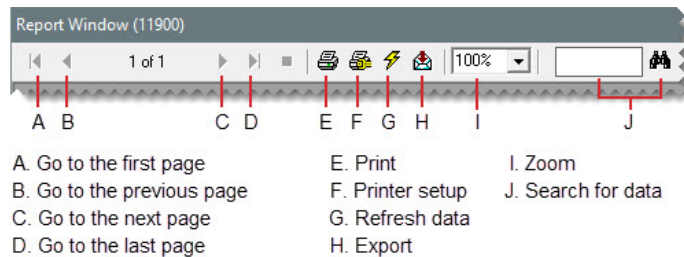 Report Window (11900)
1 of 1 100%
A B C D E F G H I J
A. Go to the first page E. Print I. Zoom
B. Go to the previous page F. Printer setup J. Search for data
C. Go to the next page G. Refresh data
D. Go to the last page H. Export